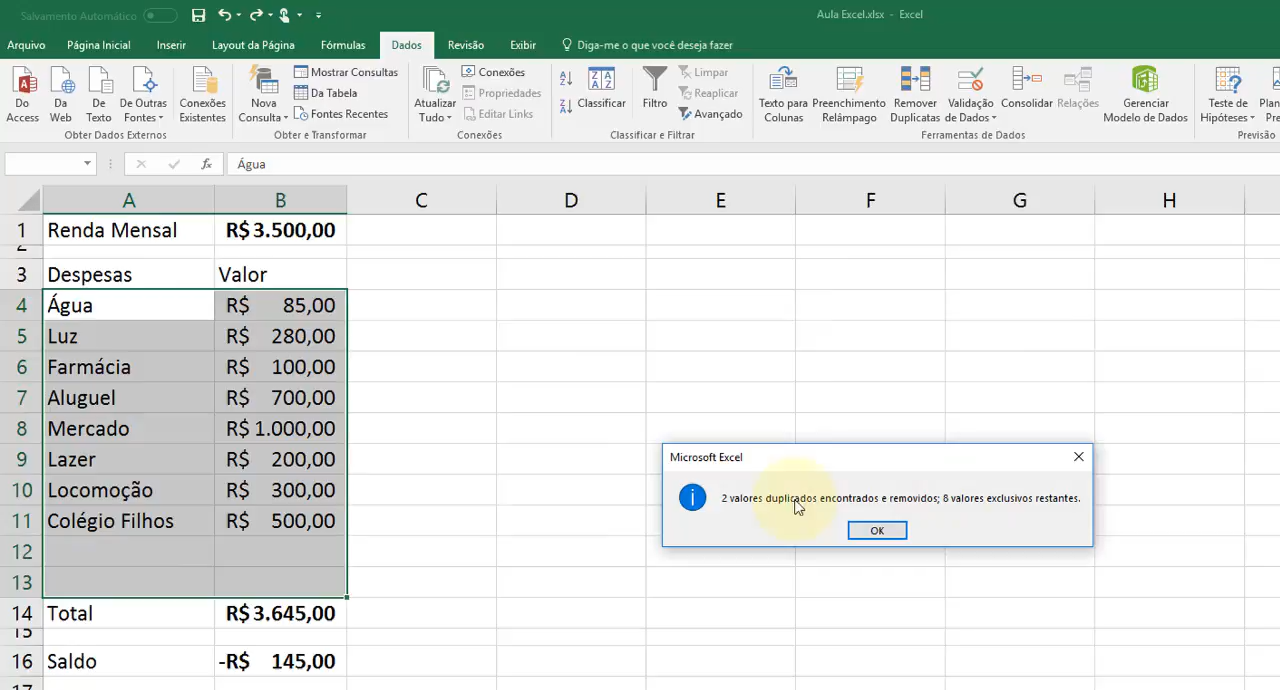 Salvamento Automático
Aula Excel.xlsx - Excel
Arquivo Página Inicial Inserir Layout da Página Fórmulas Dados Revisão Exibir Diga-me o que você deseja fazer
Do Access
Da Web
De Texto
De Outras Fontes
Conexões Existentes
Obter Dados Externos
Nova Consulta
Mostrar Consultas
Da Tabela
Fontes Recentes
Obter e Transformar
Atualizar Tudo
Conexões
Propriedades
Editar Links
Conexões
Classificar
Filtro
Limpar
Reaplicar
Avançado
Classificar e Filtrar
Texto para Colunas
Preenchimento Relâmpago
Remover Duplicatas
Validação de Dados
Consolidar
Relações
Gerenciar Modelo de Dados
Ferramentas de Dados
Teste de Hipóteses
Previsão
fx Água
A B C D E F G H
1 Renda Mensal R$ 3.500,00
2
3 Despesas Valor
4 Água R$ 85,00
5 Luz R$ 280,00
6 Farmácia R$ 100,00
7 Aluguel R$ 700,00
8 Mercado R$ 1.000,00
9 Lazer R$ 200,00
10 Locomoção R$ 300,00
11 Colégio Filhos R$ 500,00
12
13
14 Total R$ 3.645,00
15
16 Saldo -R$ 145,00
17
Microsoft Excel
2 valores duplicados encontrados e removidos; 8 valores exclusivos restantes.
OK